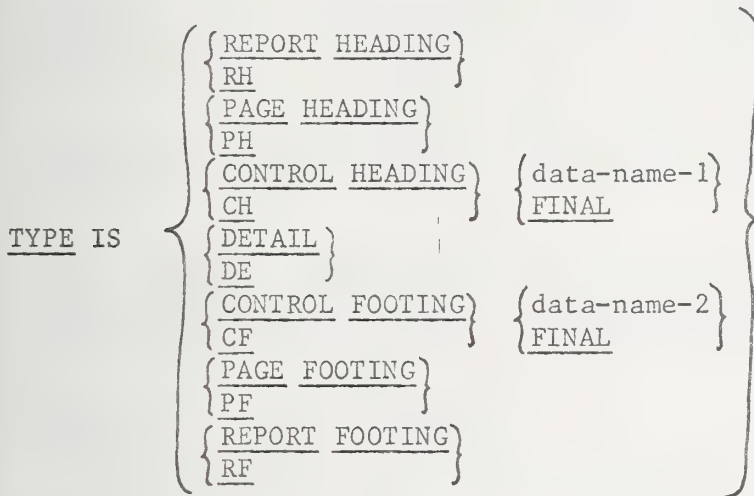 REPORT HEADING
RH
PAGE HEADING
PH
CONTROL HEADING data-name-1
CH FINAL
TYPE IS
DETAIL
DE
CONTROL FOOTING data-name-2
CF FINAL
PAGE FOOTING
PF
REPORT FOOTING
RF